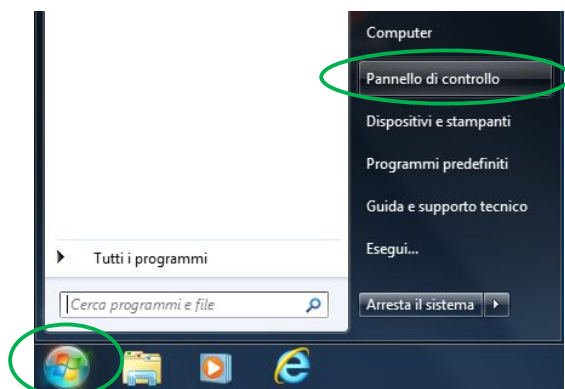 Computer
Pannello di controllo
Dispositivi e stampanti
Programmi predefiniti
Guida e supporto tecnico
Esegui...
Tutti i programmi
Cerca programmi e file
Arresta il sistema